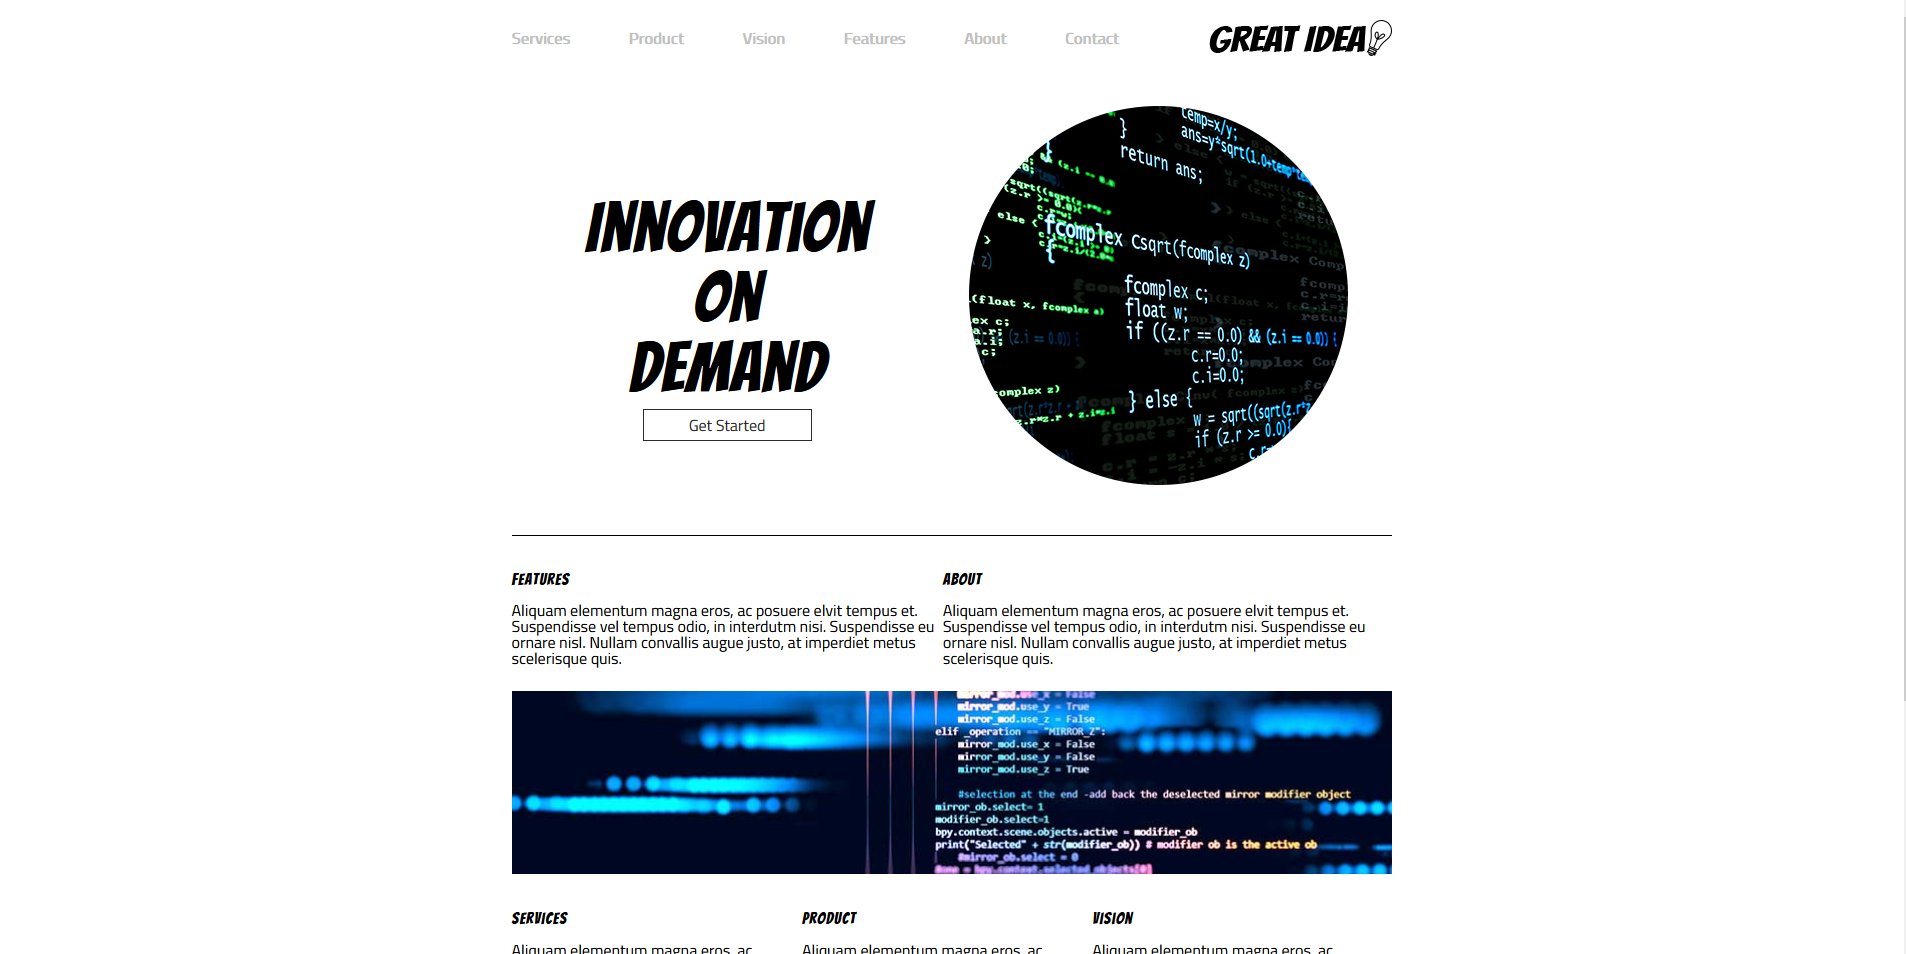 Services Product Vision Features About Contact GREAT IDEA
temp=x/y;
} ans=y*sqrt(1.0+temp*te
return ans;
INNOVATION
ON
DEMAND
Get Started
else {
fcomplex Csqrt(fcomplex z)
{
fcomplex c;
float w;
if ((z.r == 0.0) && (z.i == 0.0)) {
c.r=0.0;
c.i=0.0;
} else {
w = sqrt((sqrt(z.r*z
if (z.r >= 0.0){
c.r
(float x, fcomplex a)
complex z)
FEATURES
Aliquam elementum magna eros, ac posuere elvit tempus et.
Suspendisse vel tempus odio, in interdutm nisi. Suspendisse eu
ornare nisl. Nullam convallis augue justo, at imperdiet metus
scelerisque quis.
ABOUT
Aliquam elementum magna eros, ac posuere elvit tempus et.
Suspendisse vel tempus odio, in interdutm nisi. Suspendisse eu
ornare nisl. Nullam convallis augue justo, at imperdiet metus
scelerisque quis.
mirror_mod.use_x = False
mirror_mod.use_y = True
mirror_mod.use_z = False
elif _operation == "MIRROR_Z":
mirror_mod.use_x = False
mirror_mod.use_y = False
mirror_mod.use_z = True
#selection at the end -add back the deselected mirror modifier object
mirror_ob.select= 1
modifier_ob.select=1
bpy.context.scene.objects.active = modifier_ob
print("Selected" + str(modifier_ob)) # modifier ob is the active ob
#mirror_ob.select = 0
= bpy.context.selected_objects[0]
SERVICES
Aliquam elementum magna eros, ac
PRODUCT
Aliquam elementum magna eros, ac
VISION
Aliquam elementum magna eros, ac